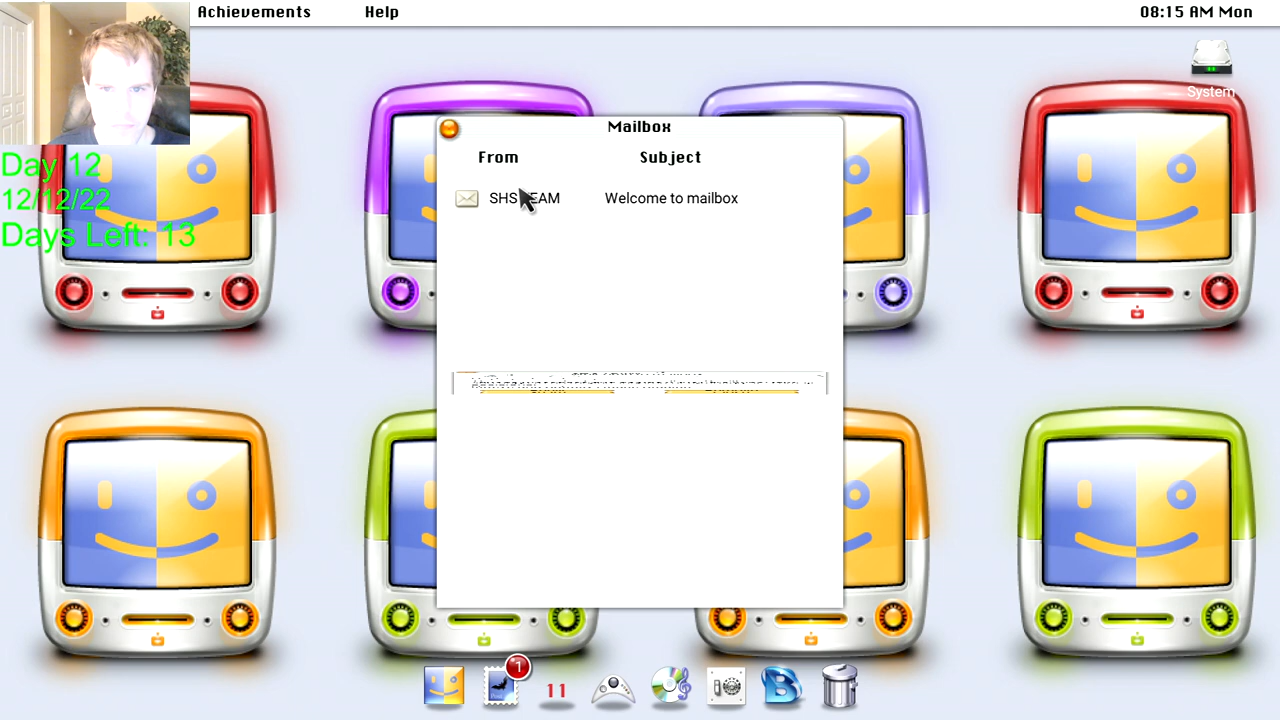 Achievements Help 08:15 AM Mon
System
Day 12
12/12/22
Days Left: 13
Mailbox
From Subject
Welcome to mailbox
1
11